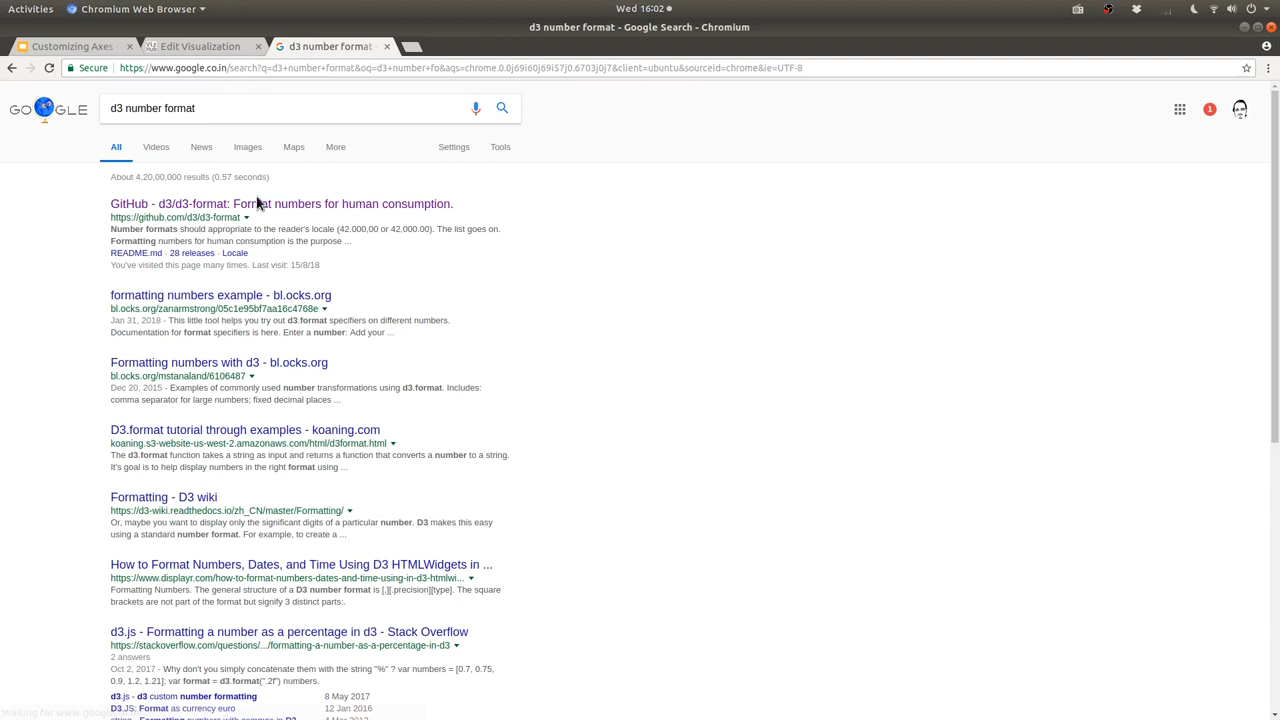 Activities Chromium Wed 16:02
d3 number format - Google Search - Chromium
Customizing Axes Edit Visualization d3 number format -
Secure https://www.google.co.in/search?q=d3+number+format&oq=d3+number+fo&aqs=chrome.0.0j69i60j69i57j0.6703j0j7&client=ubuntu&sourceid=chrome&ie=UTF-8
GO GLE d3 number format 1
All Videos News Images Maps More Settings Tools
About 4,20,00,000 results (0.57 seconds)
GitHub - d3/d3-format: Format numbers for human consumption.
https://github.com/d3/d3-format
Number formats should appropriate to the reader's locale (42.000,00 or 42,000.00). The list goes on.
Formatting numbers for human consumption is the purpose ...
README.md · 28 releases · Locale
You've visited this page many times. Last visit: 15/8/18
formatting numbers example - bl.ocks.org
bl.ocks.org/zanarmstrong/05c1e95bf7aa16c4768e
Jan 31, 2018 - This little tool helps you try out d3.format specifiers on different numbers.
Documentation for format specifiers is here. Enter a number: Add your ...
Formatting numbers with d3 - bl.ocks.org
bl.ocks.org/mstanaland/6106487
Dec 20, 2015 - Examples of commonly used number transformations using d3.format. Includes:
comma separator for large numbers; fixed decimal places ...
D3.format tutorial through examples - koaning.com
koaning.s3-website-us-west-2.amazonaws.com/html/d3format.html
The d3.format function takes a string as input and returns a function that converts a number to a string.
It's goal is to help display numbers in the right format using ...
Formatting - D3 wiki
https://d3-wiki.readthedocs.io/zh_CN/master/Formatting/
Or, maybe you want to display only the significant digits of a particular number. D3 makes this easy
using a standard number format. For example, to create a ...
How to Format Numbers, Dates, and Time Using D3 HTMLWidgets in ...
https://www.displayr.com/how-to-format-numbers-dates-and-time-using-in-d3-htmlwi...
Formatting Numbers. The general structure of a D3 number format is [,][.precision][type]. The square
brackets are not part of the format but signify 3 distinct parts:.
d3.js - Formatting a number as a percentage in d3 - Stack Overflow
https://stackoverflow.com/questions/.../formatting-a-number-as-a-percentage-in-d3
2 answers
Oct 2, 2017 - Why don't you simply concatenate them with the string "%" ? var numbers = [0.7, 0.75,
0.9, 1.2, 1.21]; var format = d3.format(".2f") numbers.
d3.js - d3 custom number formatting 8 May 2017
D3.JS: Format as currency euro 12 Jan 2016
string - Formatting numbers with commas in D3 4 Mar 2013